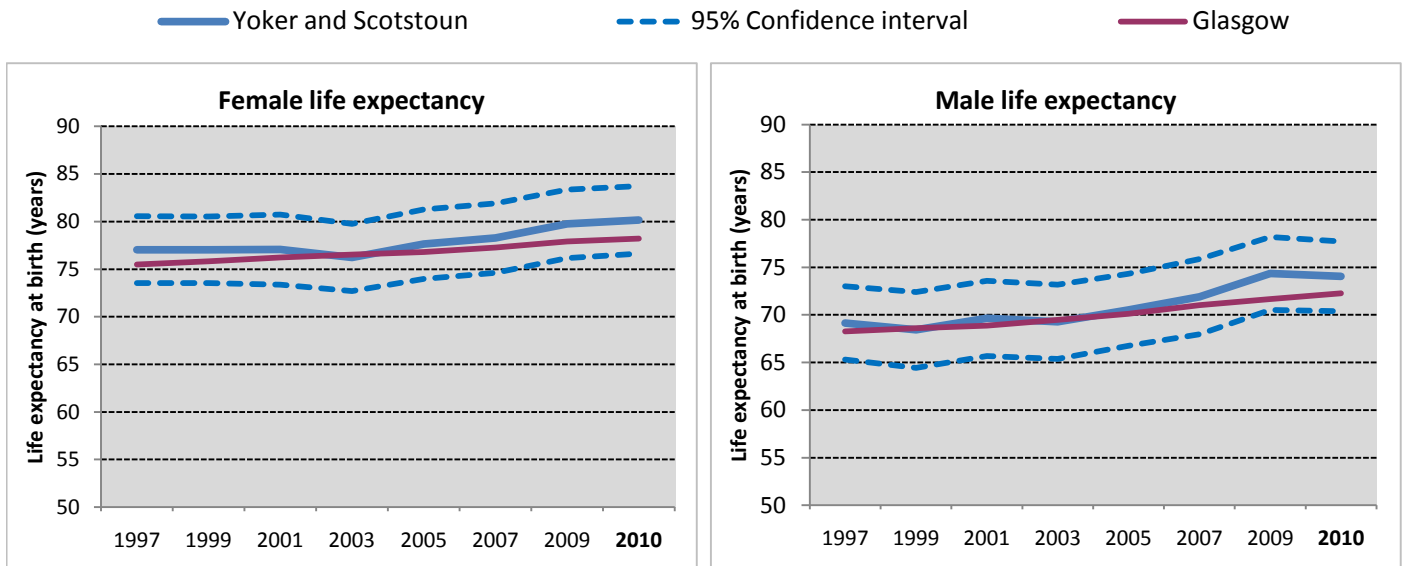 Yoker and Scotstoun 95% Confidence interval Glasgow
Female life expectancy
Life expectancy at birth (years)
90
85
80
75
70
65
60
55
50
1997 1999 2001 2003 2005 2007 2009 2010
Male life expectancy
Life expectancy at birth (years)
90
85
80
75
70
65
60
55
50
1997 1999 2001 2003 2005 2007 2009 2010